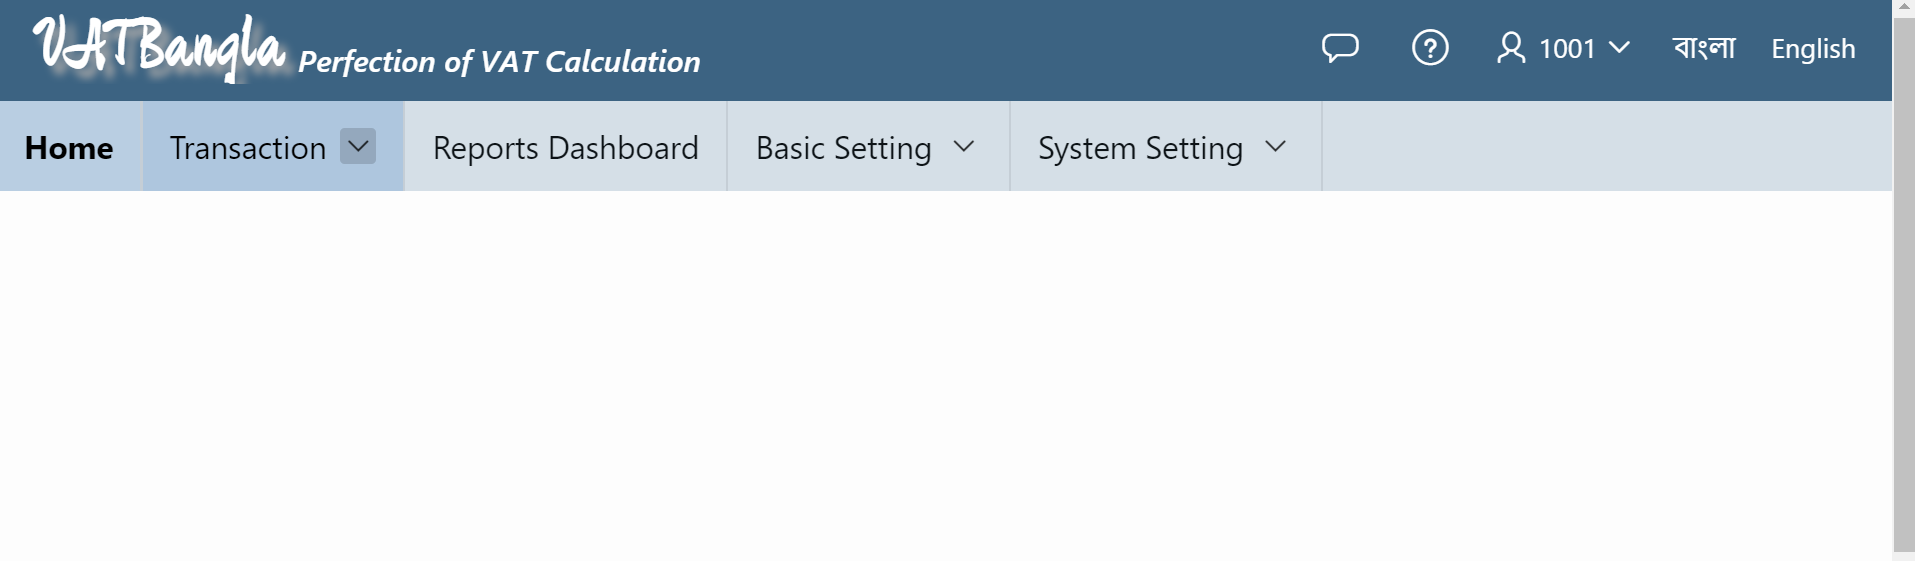 VATBangla Perfection of VAT Calculation
1001 বাংলা English
Home Transaction Reports Dashboard Basic Setting System Setting